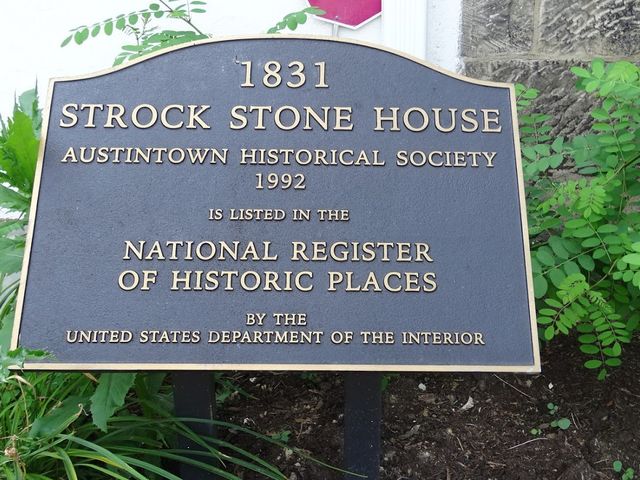 1831
STROCK STONE HOUSE
AUSTINTOWN HISTORICAL SOCIETY
1992
IS LISTED IN THE
NATIONAL REGISTER
OF HISTORIC PLACES
BY THE
UNITED STATES DEPARTMENT OF THE INTERIOR